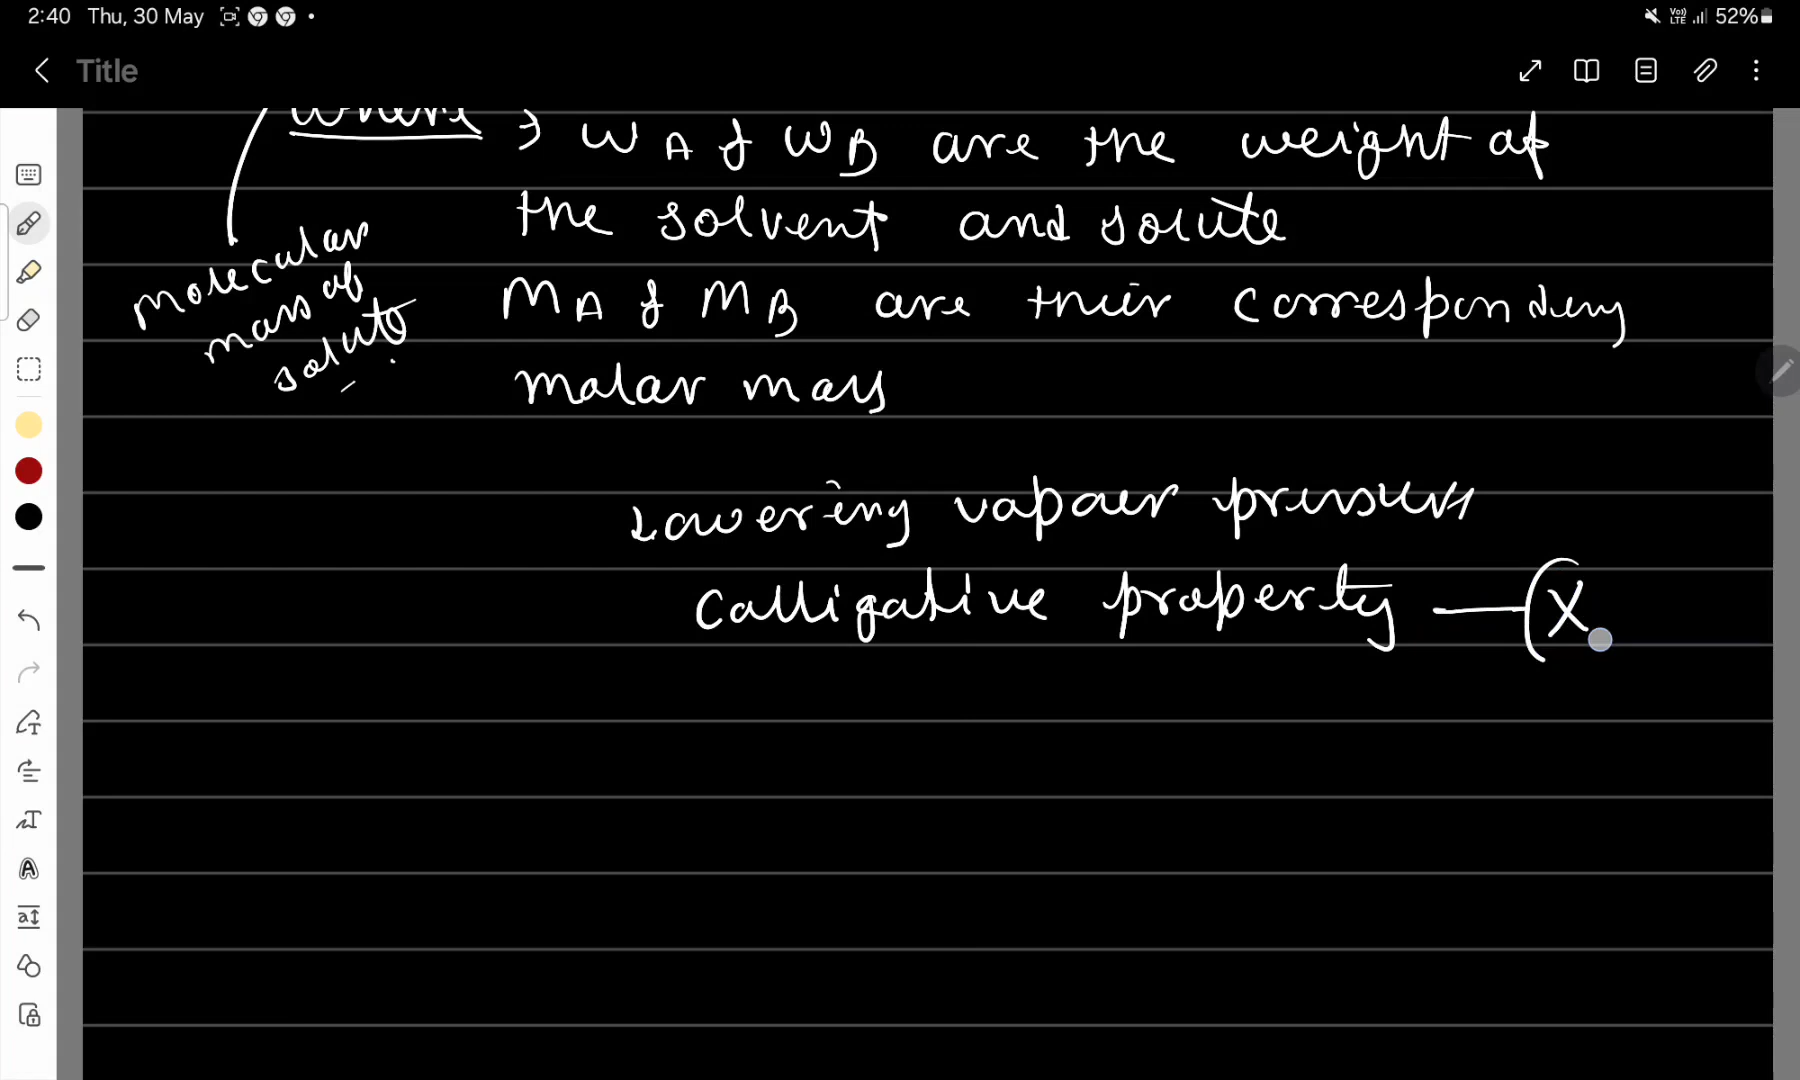 2:40 Thu, 30 May
52%
Title
where → WA & WB are the weight of
the solvent and solute
molecular
mass of
solute
MA & MB are their corresponding
molar mass
Lowering vapour pressure
Colligative property —(X